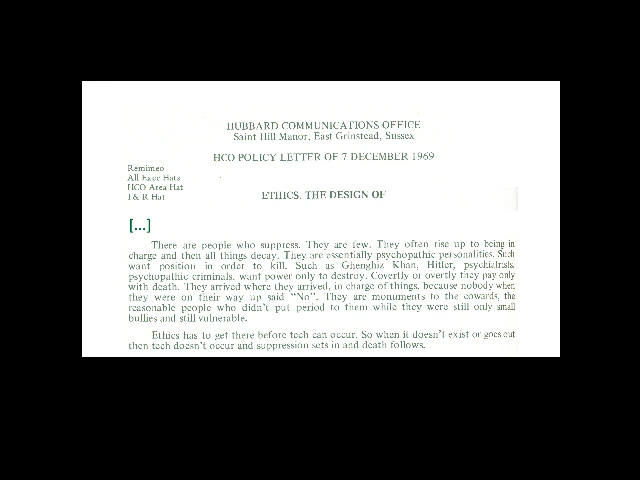 HUBBARD COMMUNICATIONS OFFICE
Saint Hill Manor, East Grinstead, Sussex
HCO POLICY LETTER OF 7 DECEMBER 1969
Remimeo
All Exec Hats
HCO Area Hat
I & R Hat
ETHICS, THE DESIGN OF
[...]
There are people who suppress. They are few. They often rise up to being in
charge and then all things decay. They are essentially psychopathic personalities. Such
want position in order to kill. Such as Ghenghiz Khan, Hitler, psychiatrists,
psychopathic criminals, want power only to destroy. Covertly or overtly they pay only
with death. They arrived where they arrived, in charge of things, because nobody when
they were on their way up said "No". They are monuments to the cowards, the
reasonable people who didn't put period to them while they were still only small
bullies and still vulnerable.
Ethics has to get there before tech can occur. So when it doesn't exist or goes out
then tech doesn't occur and suppression sets in and death follows.